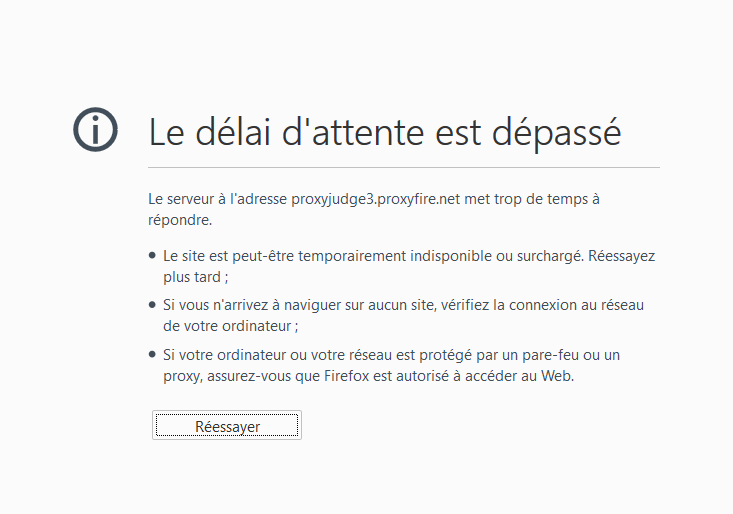 Le délai d'attente est dépassé
Le serveur à l'adresse proxyjudge3.proxyfire.net met trop de temps à
répondre.
• Le site est peut-être temporairement indisponible ou surchargé. Réessayez
plus tard ;
• Si vous n'arrivez à naviguer sur aucun site, vérifiez la connexion au réseau
de votre ordinateur ;
• Si votre ordinateur ou votre réseau est protégé par un pare-feu ou un
proxy, assurez-vous que Firefox est autorisé à accéder au Web.
Réessayer